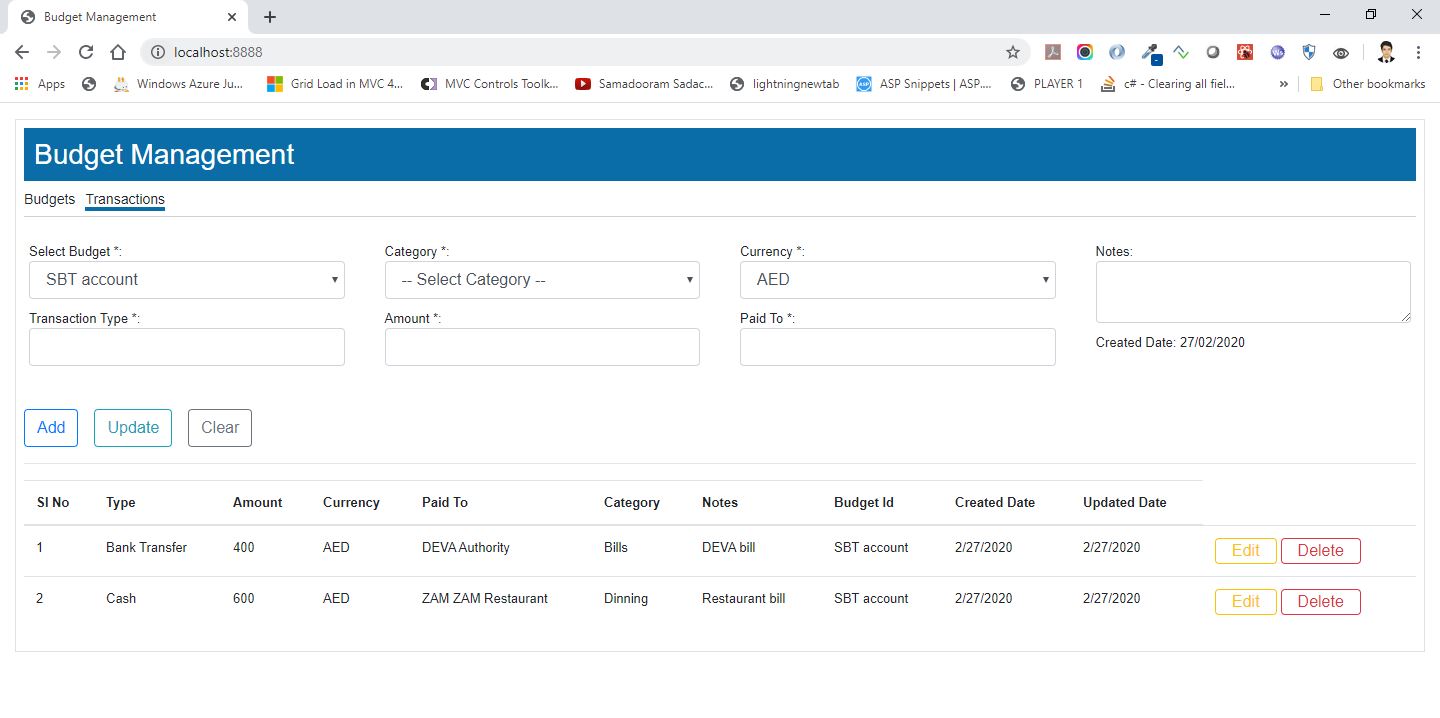 Budget Management
localhost:8888
Apps Windows Azure Ju... Grid Load in MVC 4... MVC Controls Toolk... Samadooram Sadac... lightningnewtab ASP Snippets | ASP.... PLAYER 1 c# - Clearing all fiel... » Other bookmarks
Budget Management
Budgets Transactions
Select Budget *: Category *: Currency *: Notes:
SBT account -- Select Category -- AED
Transaction Type *: Amount *: Paid To *:
Created Date: 27/02/2020
Add Update Clear
Sl No Type Amount Currency Paid To Category Notes Budget Id Created Date Updated Date
1 Bank Transfer 400 AED DEVA Authority Bills DEVA bill SBT account 2/27/2020 2/27/2020 Edit Delete
2 Cash 600 AED ZAM ZAM Restaurant Dinning Restaurant bill SBT account 2/27/2020 2/27/2020 Edit Delete